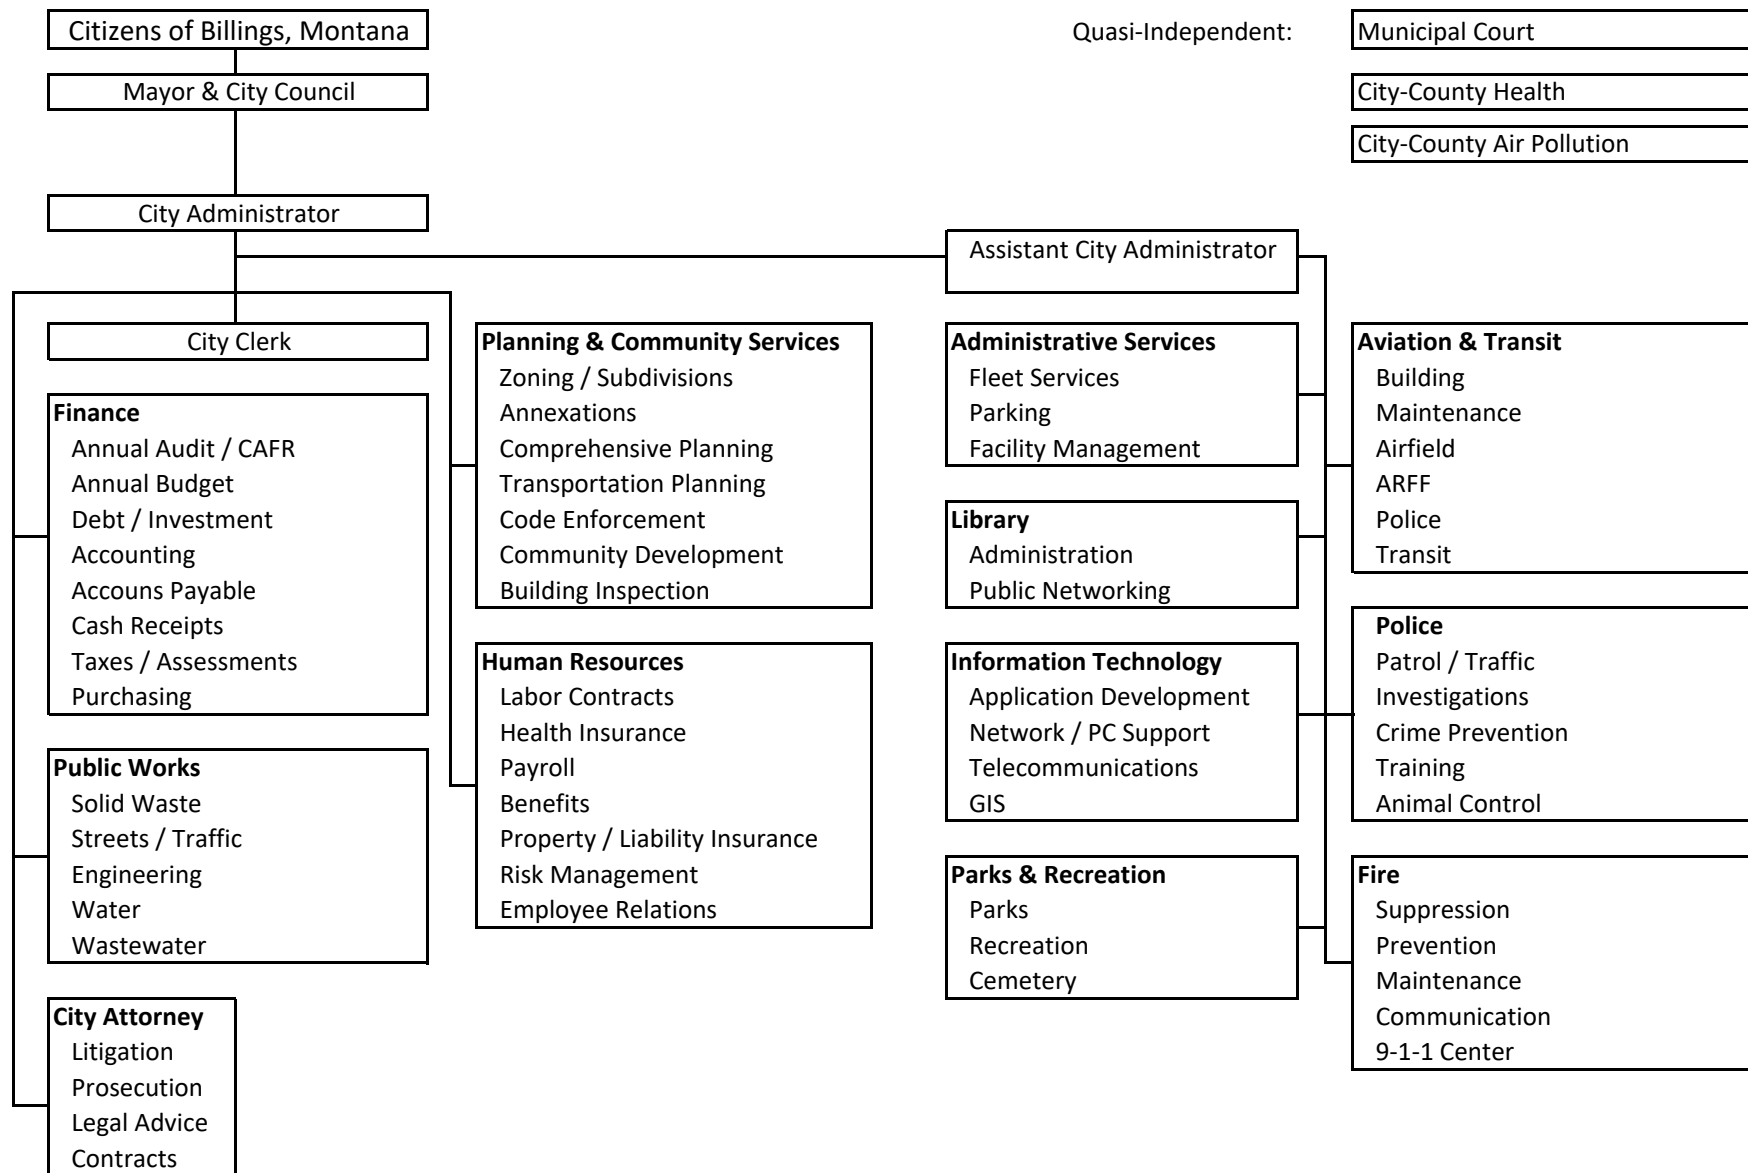 Citizens of Billings, Montana
Quasi-Independent:
Municipal Court
Mayor & City Council
City-County Health
City-County Air Pollution
City Administrator
Assistant City Administrator
City Clerk
Finance
Annual Audit / CAFR
Annual Budget
Debt / Investment
Accounting
Accouns Payable
Cash Receipts
Taxes / Assessments
Purchasing
Public Works
Solid Waste
Streets / Traffic
Engineering
Water
Wastewater
City Attorney
Litigation
Prosecution
Legal Advice
Contracts
Planning & Community Services
Zoning / Subdivisions
Annexations
Comprehensive Planning
Transportation Planning
Code Enforcement
Community Development
Building Inspection
Human Resources
Labor Contracts
Health Insurance
Payroll
Benefits
Property / Liability Insurance
Risk Management
Employee Relations
Administrative Services
Fleet Services
Parking
Facility Management
Library
Administration
Public Networking
Information Technology
Application Development
Network / PC Support
Telecommunications
GIS
Parks & Recreation
Parks
Recreation
Cemetery
Aviation & Transit
Building
Maintenance
Airfield
ARFF
Police
Transit
Police
Patrol / Traffic
Investigations
Crime Prevention
Training
Animal Control
Fire
Suppression
Prevention
Maintenance
Communication
9-1-1 Center